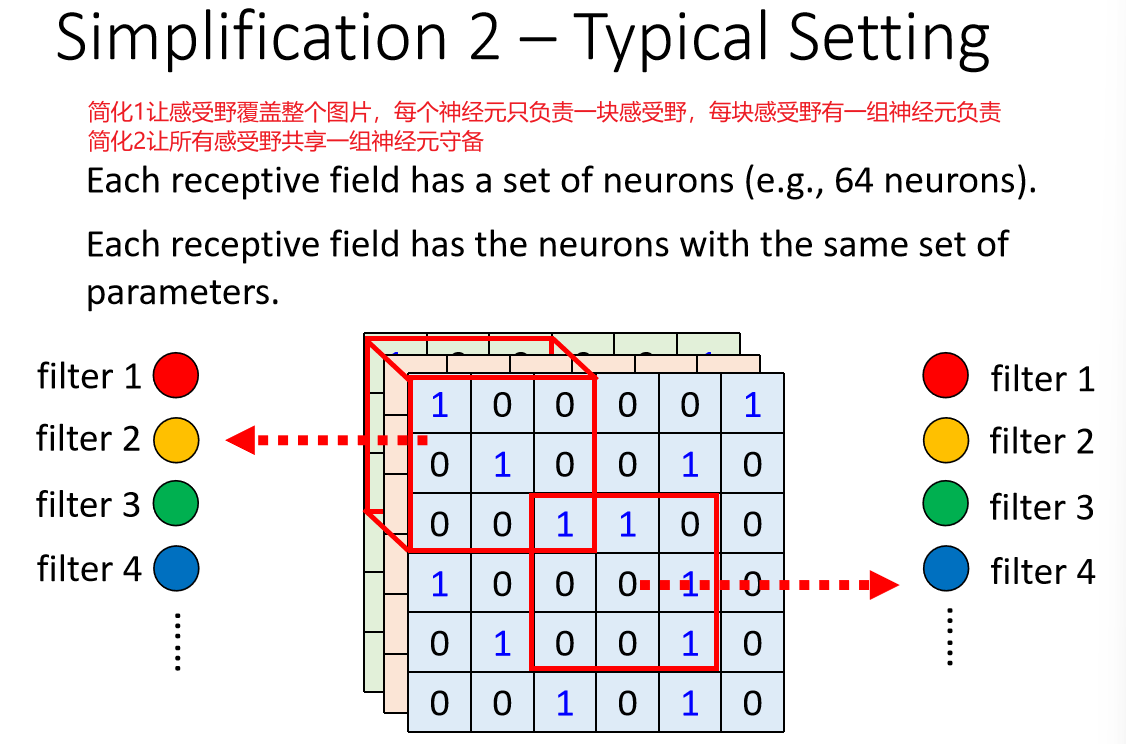 Simplification 2 – Typical Setting
简化1让感受野覆盖整个图片，每个神经元只负责一块感受野，每块感受野有一组神经元负责
简化2让所有感受野共享一组神经元守备
Each receptive field has a set of neurons (e.g., 64 neurons).
Each receptive field has the neurons with the same set of
parameters.
filter 1
filter 2
filter 3
filter 4
1 0 0 0 0 1
0 1 0 0 1 0
0 0 1 1 0 0
1 0 0 0 1 0
0 1 0 0 1 0
0 0 1 0 1 0
filter 1
filter 2
filter 3
filter 4